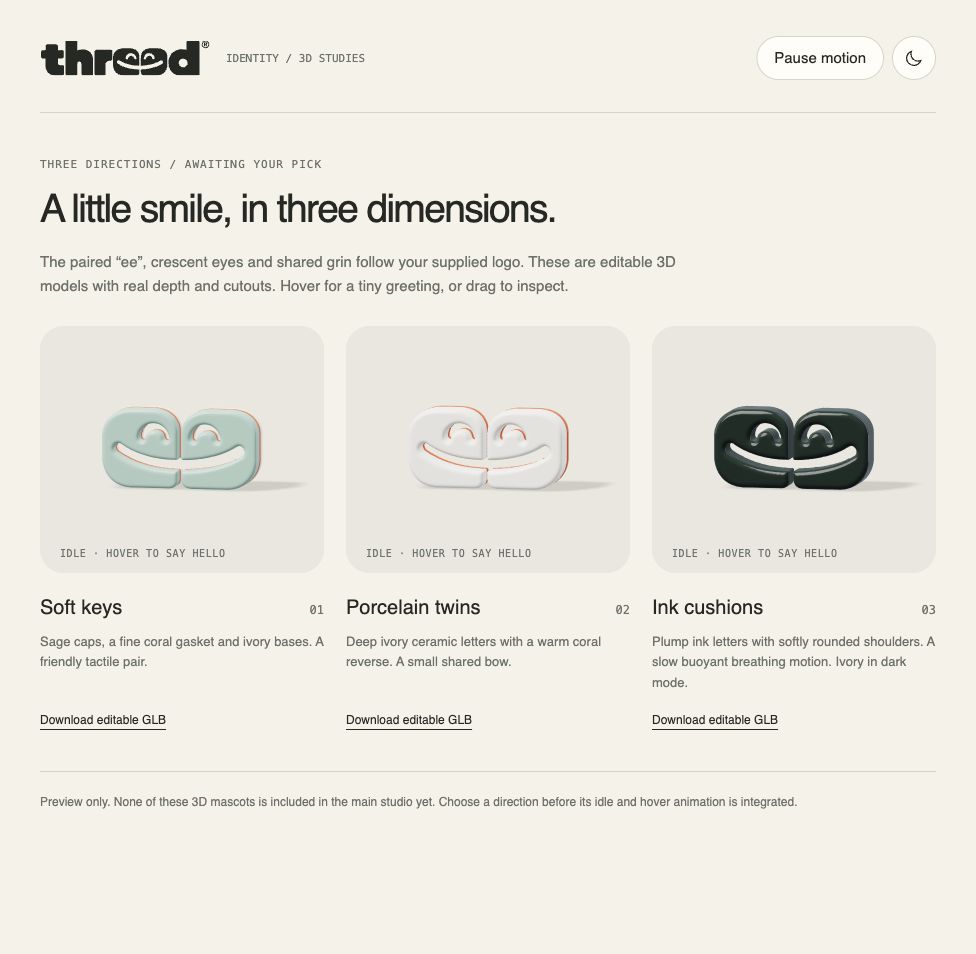 threed®
IDENTITY / 3D STUDIES
Pause motion
THREE DIRECTIONS / AWAITING YOUR PICK
A little smile, in three dimensions.
The paired “ee”, crescent eyes and shared grin follow your supplied logo. These are editable 3D
models with real depth and cutouts. Hover for a tiny greeting, or drag to inspect.
IDLE · HOVER TO SAY HELLO
IDLE · HOVER TO SAY HELLO
IDLE · HOVER TO SAY HELLO
Soft keys
01
Sage caps, a fine coral gasket and ivory bases. A
friendly tactile pair.
Download editable GLB
Porcelain twins
02
Deep ivory ceramic letters with a warm coral
reverse. A small shared bow.
Download editable GLB
Ink cushions
03
Plump ink letters with softly rounded shoulders. A
slow buoyant breathing motion. Ivory in dark
mode.
Download editable GLB
Preview only. None of these 3D mascots is included in the main studio yet. Choose a direction before its idle and hover animation is integrated.